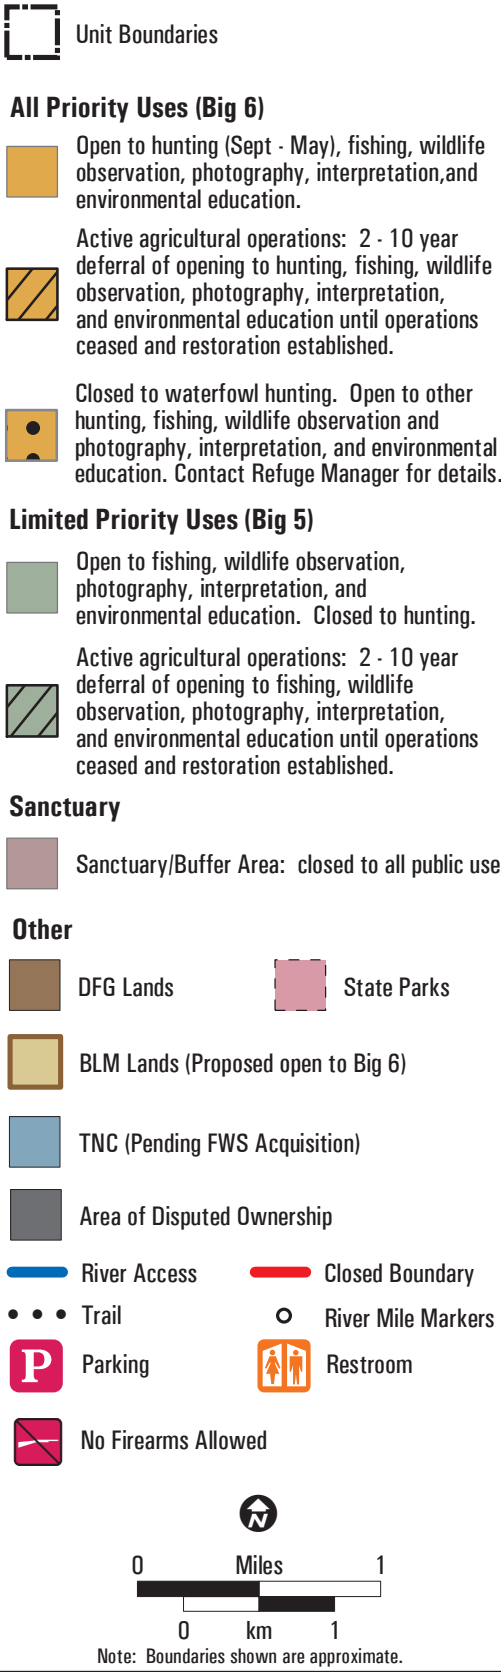 Unit Boundaries
All Priority Uses (Big 6)
Open to hunting (Sept - May), fishing, wildlife
observation, photography, interpretation,and
environmental education.
Active agricultural operations: 2 - 10 year
deferral of opening to hunting, fishing, wildlife
observation, photography, interpretation,
and environmental education until operations
ceased and restoration established.
Closed to waterfowl hunting. Open to other
hunting, fishing, wildlife observation and
photography, interpretation, and environmental
education. Contact Refuge Manager for details.
Limited Priority Uses (Big 5)
Open to fishing, wildlife observation,
photography, interpretation, and
environmental education. Closed to hunting.
Active agricultural operations: 2 - 10 year
deferral of opening to fishing, wildlife
observation, photography, interpretation,
and environmental education until operations
ceased and restoration established.
Sanctuary
Sanctuary/Buffer Area: closed to all public use
Other
DFG Lands State Parks
BLM Lands (Proposed open to Big 6)
TNC (Pending FWS Acquisition)
Area of Disputed Ownership
River Access Closed Boundary
Trail River Mile Markers
P Parking Restroom
No Firearms Allowed
N
0 Miles 1
0 km 1
Note: Boundaries shown are approximate.